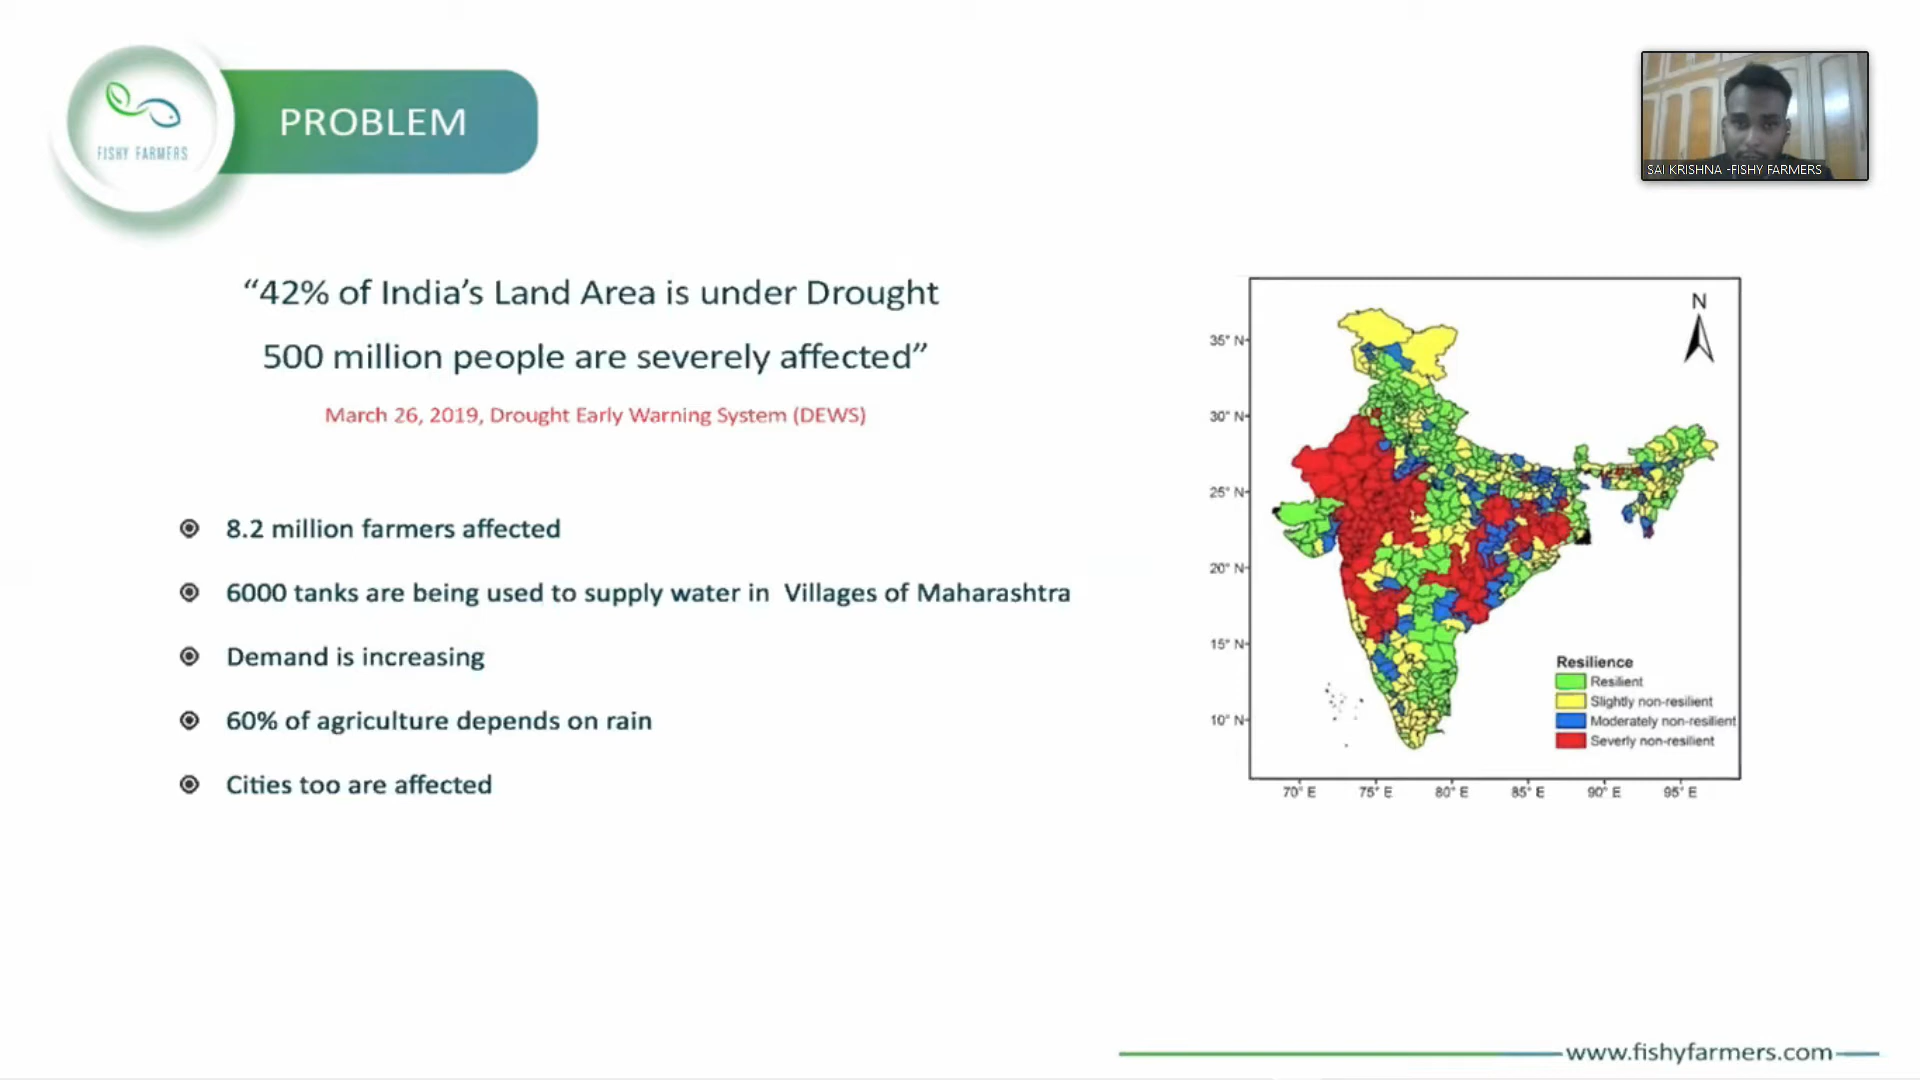 FISHY FARMERS
PROBLEM
SAI KRISHNA -FISHY FARMERS
“42% of India’s Land Area is under Drought
500 million people are severely affected”
March 26, 2019, Drought Early Warning System (DEWS)
8.2 million farmers affected
6000 tanks are being used to supply water in Villages of Maharashtra
Demand is increasing
60% of agriculture depends on rain
Cities too are affected
N
35° N
30° N
25° N
20° N
15° N
10° N
Resilience
Resilient
Slightly non-resilient
Moderately non-resilient
Severly non-resilient
70° E 75° E 80° E 85° E 90° E 95° E
www.fishyfarmers.com